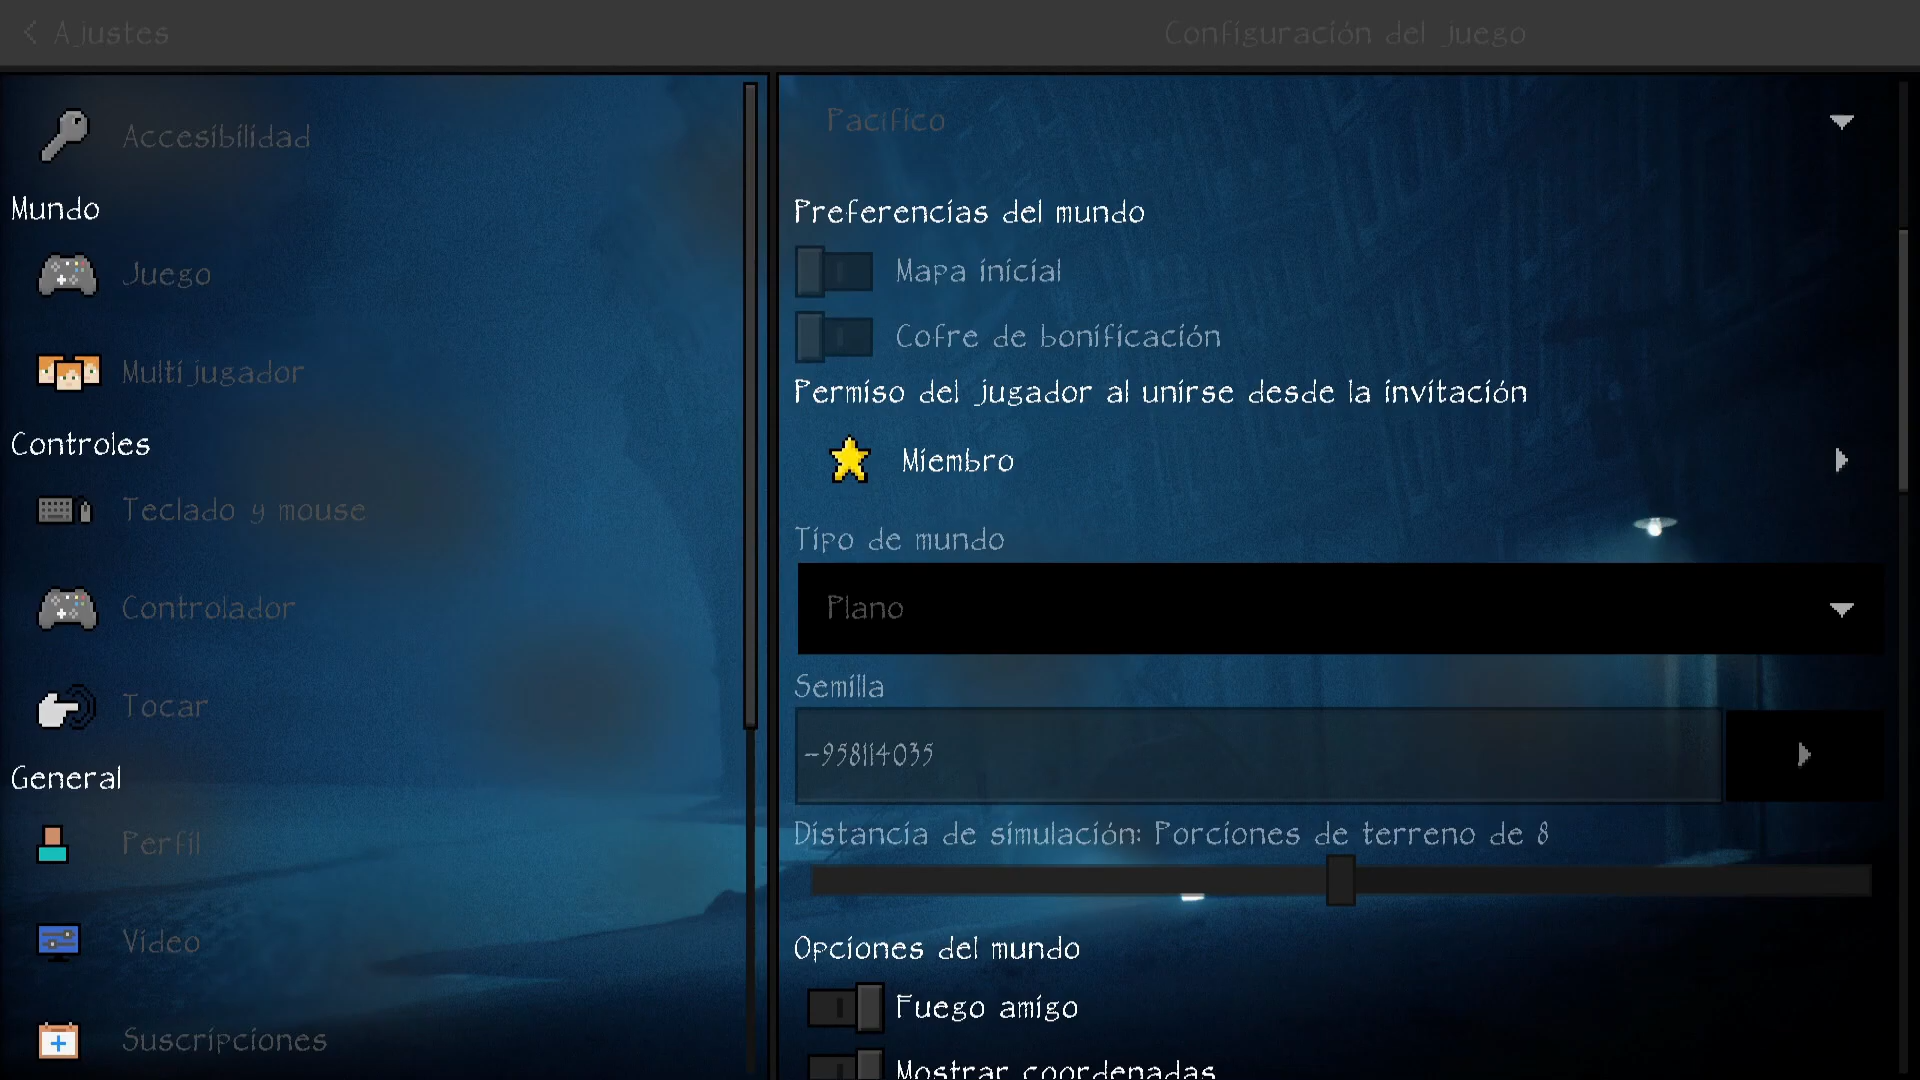 Ajustes
Configuración del juego
Accesibilidad
Mundo
Juego
Multijugador
Controles
Teclado y mouse
Controlador
Tocar
General
Perfil
Vídeo
Suscripciones
Pacífico
Preferencias del mundo
Mapa inicial
Cofre de bonificación
Permiso del jugador al unirse desde la invitación
Miembro
Tipo de mundo
Plano
Semilla
-958114035
Distancia de simulación: Porciones de terreno de 8
Opciones del mundo
Fuego amigo
Mostrar coordenadas